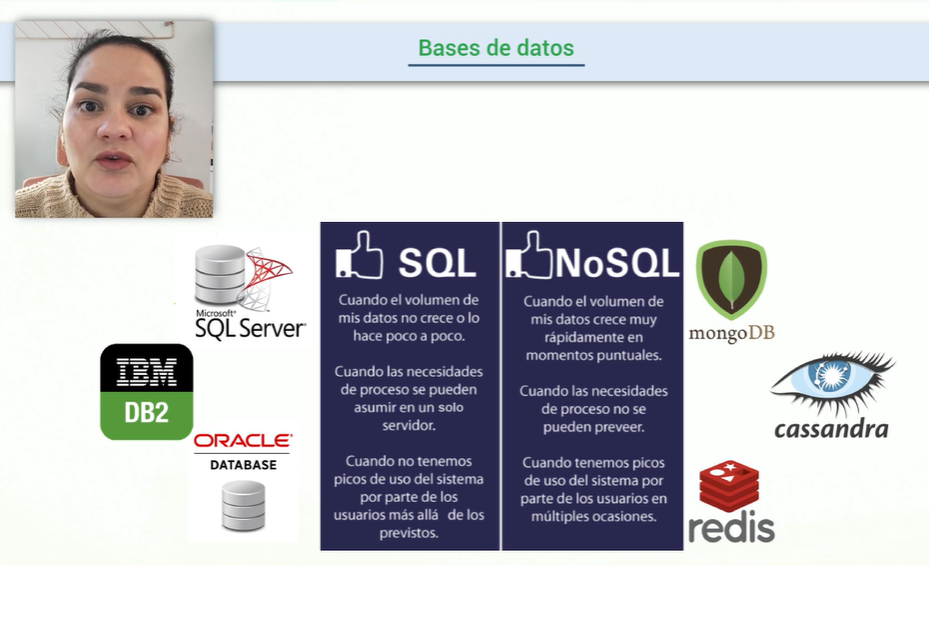 Bases de datos
Microsoft®
SQL Server®
IBM
DB2
ORACLE®
DATABASE
SQL
Cuando el volumen de
mis datos no crece o lo
hace poco a poco.
Cuando las necesidades
de proceso se pueden
asumir en un solo
servidor.
Cuando no tenemos
picos de uso del sistema
por parte de los
usuarios más allá de los
previstos.
NoSQL
Cuando el volumen de
mis datos crece muy
rápidamente en
momentos puntuales.
Cuando las necesidades
de proceso no se
pueden preveer.
Cuando tenemos picos
de uso del sistema por
parte de los usuarios en
múltiples ocasiones.
mongoDB
cassandra
redis